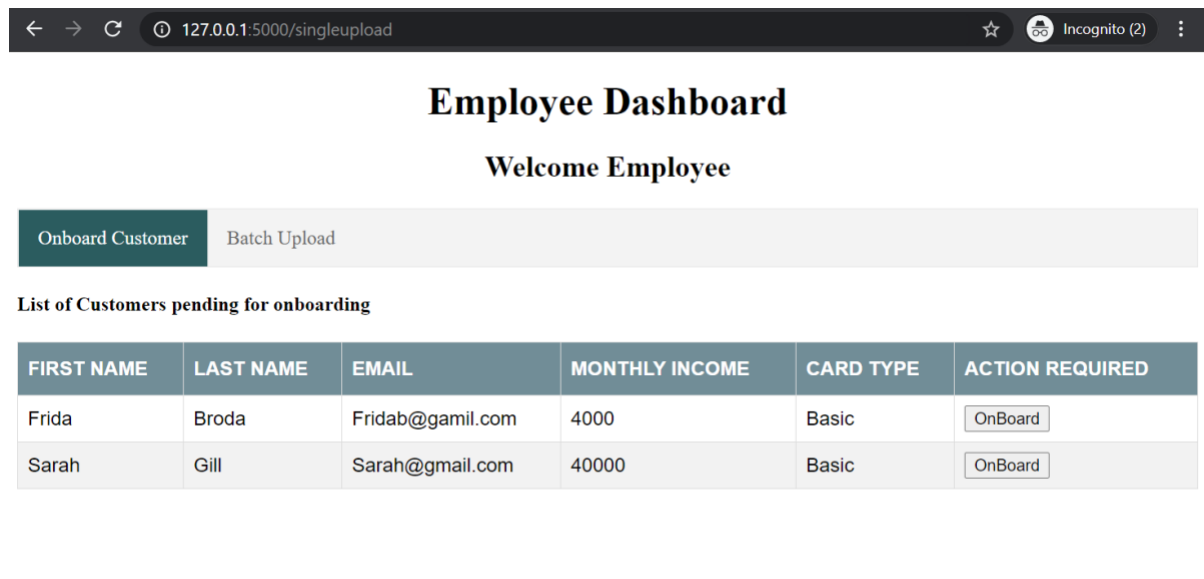 127.0.0.1:5000/singleupload Incognito (2)
Employee Dashboard
Welcome Employee
Onboard Customer Batch Upload
List of Customers pending for onboarding
FIRST NAME LAST NAME EMAIL MONTHLY INCOME CARD TYPE ACTION REQUIRED
Frida Broda Fridab@gamil.com 4000 Basic OnBoard
Sarah Gill Sarah@gmail.com 40000 Basic OnBoard